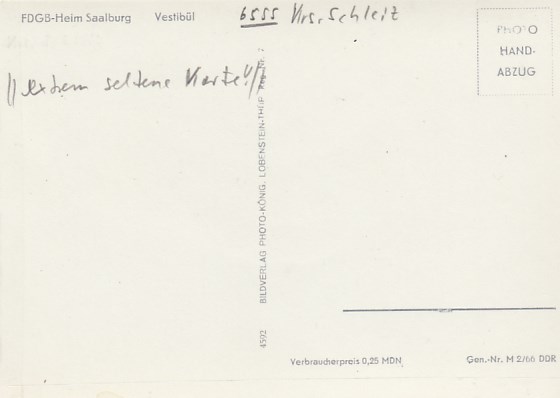 FDGB-Heim Saalburg Vestibül
6555 Krs. Schleiz
PHOTO
HAND-
ABZUG
"extrem seltene Karte!"
4592 BILDVERLAG PHOTO-KÖNIG, LOBENSTEIN-THÜR
Verbraucherpreis 0,25 MDN
Gen.-Nr. M 2/66 DDR